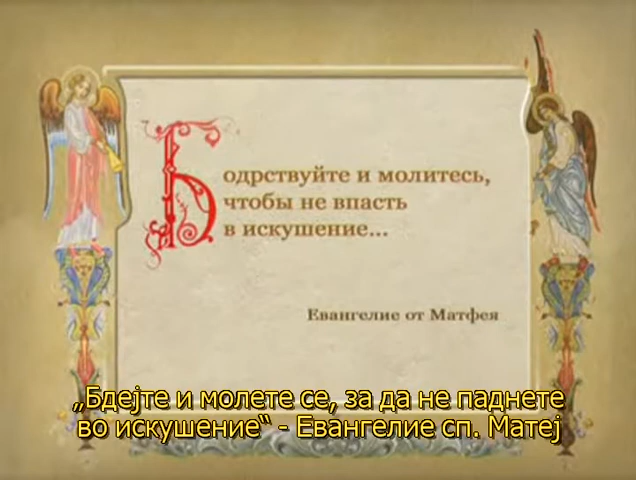 Бодрствуйте и молитесь,
чтобы не впасть
в искушение...
Евангелие от Матфея
„Бдејте и молете се, за да не паднете
во искушение“ - Евангелие сп. Матеј